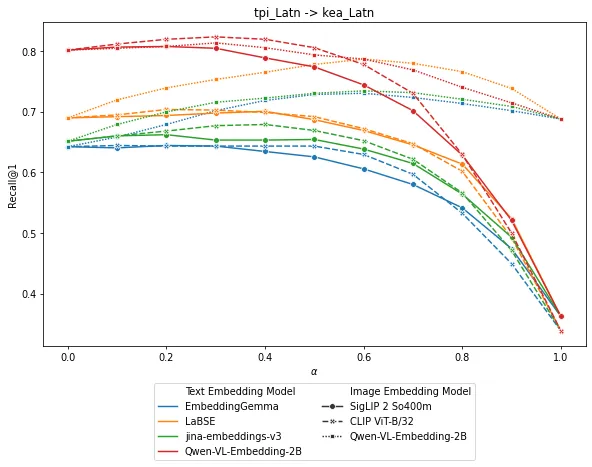 tpi_Latn -> kea_Latn
Recall@1
0.8
0.7
0.6
0.5
0.4
0.0
0.2
0.4
0.6
0.8
1.0
α
Text Embedding Model
EmbeddingGemma
LaBSE
jina-embeddings-v3
Qwen-VL-Embedding-2B
Image Embedding Model
SigLIP 2 So400m
CLIP ViT-B/32
Qwen-VL-Embedding-2B